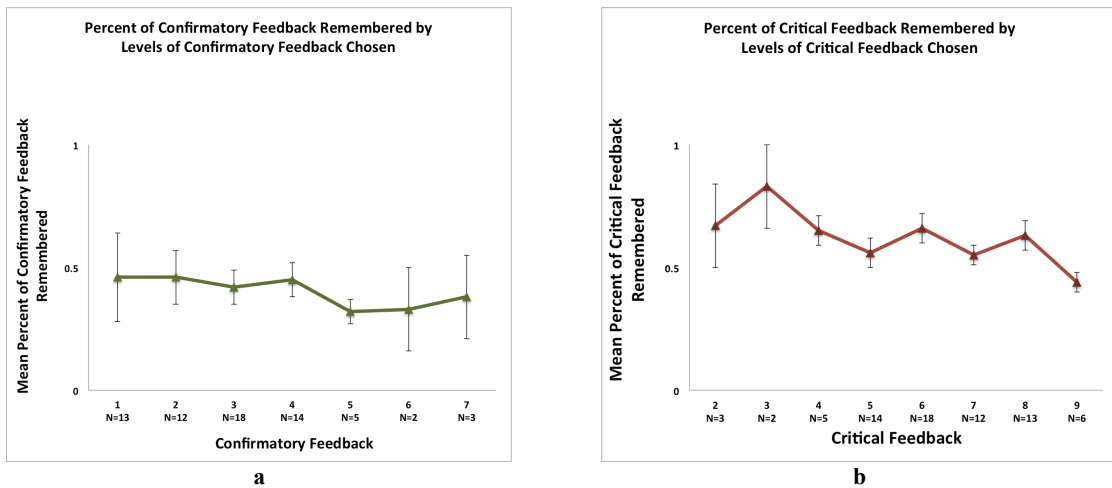 Percent of Confirmatory Feedback Remembered by
Levels of Confirmatory Feedback Chosen
Mean Percent of Confirmatory Feedback
Remembered
1
0.5
0
1 2 3 4 5 6 7
N=13 N=12 N=18 N=14 N=5 N=2 N=3
Confirmatory Feedback
a
Percent of Critical Feedback Remembered by
Levels of Critical Feedback Chosen
Mean Percent of Critical Feedback
Remembered
1
0.5
0
2 3 4 5 6 7 8 9
N=3 N=2 N=5 N=14 N=18 N=12 N=13 N=6
Critical Feedback
b